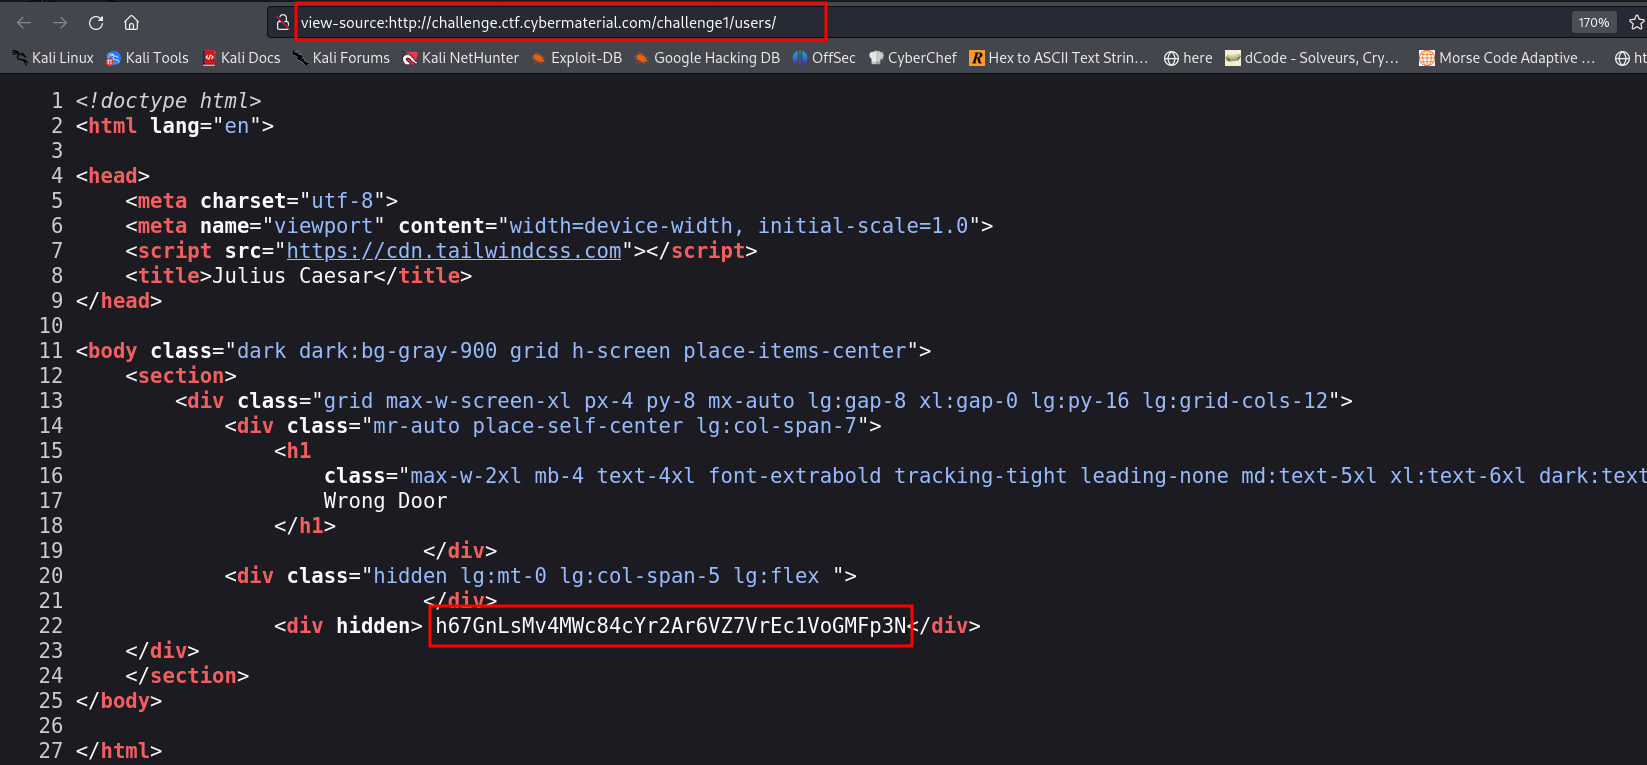 view-source:http://challenge.ctf.cybermaterial.com/challenge1/users/ 170%
Kali Linux Kali Tools Kali Docs Kali Forums Kali NetHunter Exploit-DB Google Hacking DB OffSec CyberChef Hex to ASCII Text Strin… here dCode - Solveurs, Cry… Morse Code Adaptive …
1 <!doctype html>
2 <html lang="en">
3
4 <head>
5 <meta charset="utf-8">
6 <meta name="viewport" content="width=device-width, initial-scale=1.0">
7 <script src="https://cdn.tailwindcss.com"></script>
8 <title>Julius Caesar</title>
9 </head>
10
11 <body class="dark dark:bg-gray-900 grid h-screen place-items-center">
12 <section>
13 <div class="grid max-w-screen-xl px-4 py-8 mx-auto lg:gap-8 xl:gap-0 lg:py-16 lg:grid-cols-12">
14 <div class="mr-auto place-self-center lg:col-span-7">
15 <h1
16 class="max-w-2xl mb-4 text-4xl font-extrabold tracking-tight leading-none md:text-5xl xl:text-6xl dark:text
17 Wrong Door
18 </h1>
19 </div>
20 <div class="hidden lg:mt-0 lg:col-span-5 lg:flex ">
21 </div>
22 <div hidden> h67GnLsMv4MWc84cYr2Ar6VZ7VrEc1VoGMFp3N</div>
23 </div>
24 </section>
25 </body>
26
27 </html>